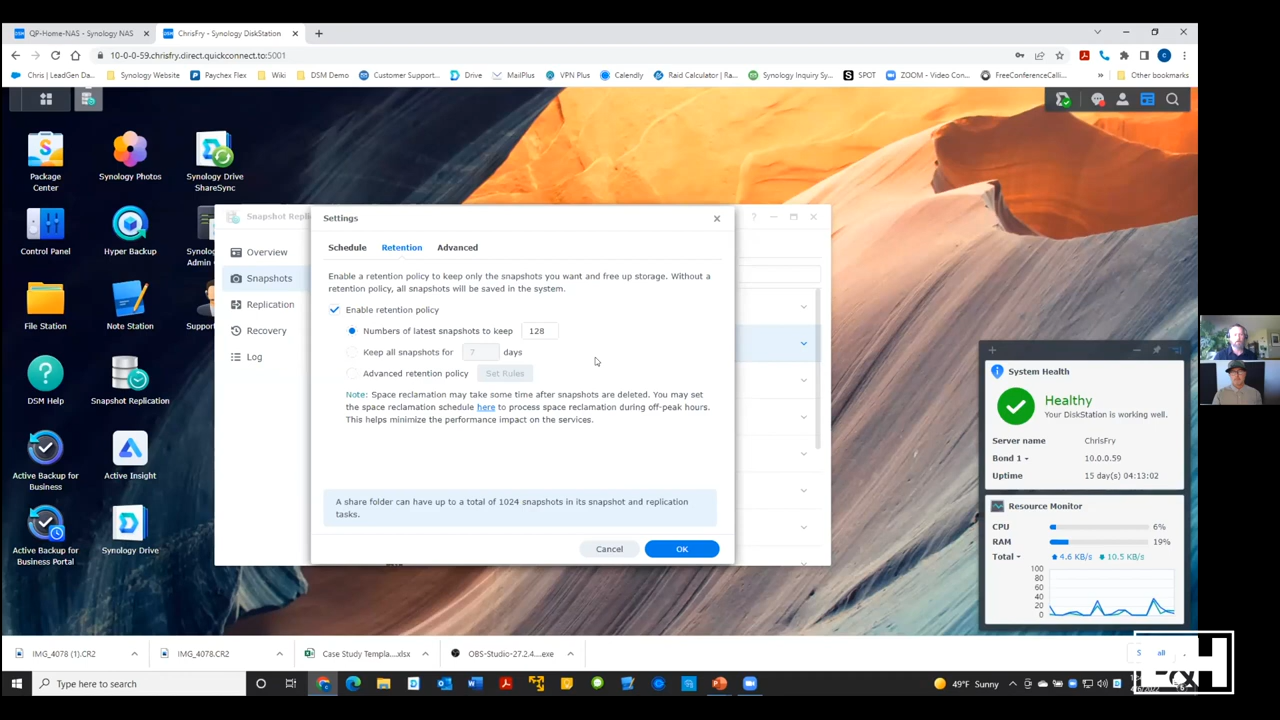 QP-Home-NAS - Synology NAS
ChrisFry - Synology DiskStation
10-0-0-59.chrisfry.direct.quickconnect.to:5001
Chris | LeadGen Da...
Synology Website
Paychex Flex
Wiki
DSM Demo
Customer Support...
Drive
MailPlus
VPN Plus
Calendly
Raid Calculator | Ra...
Synology Inquiry Sy...
SPOT
ZOOM - Video Con...
FreeConferenceCalli...
Other bookmarks
Package
Center
Synology Photos
Synology Drive
ShareSync
Control Panel
Hyper Backup
Synolo
Admin
File Station
Note Station
Support
DSM Help
Snapshot Replication
Active Backup for
Business
Active Insight
Active Backup for
Business Portal
Synology Drive
Snapshot Repli
Overview
Snapshots
Replication
Recovery
Log
Settings
Schedule
Retention
Advanced
Enable a retention policy to keep only the snapshots you want and free up storage. Without a
retention policy, all snapshots will be saved in the system.
Enable retention policy
Numbers of latest snapshots to keep 128
Keep all snapshots for 7 days
Advanced retention policy Set Rules
Note: Space reclamation may take some time after snapshots are deleted. You may set
the space reclamation schedule here to process space reclamation during off-peak hours.
This helps minimize the performance impact on the services.
A share folder can have up to a total of 1024 snapshots in its snapshot and replication
tasks.
Cancel
OK
System Health
Healthy
Your DiskStation is working well.
Server name ChrisFry
Bond 1 10.0.0.59
Uptime 15 day(s) 04:13:02
Resource Monitor
CPU 6%
RAM 19%
Total 4.6 KB/s 10.5 KB/s
100
80
60
40
20
0
IMG_4078 (1).CR2
IMG_4078.CR2
Case Study Templa....xlsx
OBS-Studio-27.2.4....exe
Type here to search
49°F Sunny